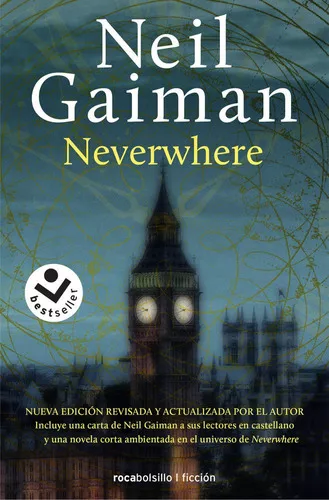 Neil
Gaiman
Neverwhere
bestseller
NUEVA EDICIÓN REVISADA Y ACTUALIZADA POR EL AUTOR
Incluye una carta de Neil Gaiman a sus lectores en castellano
y una novela corta ambientada en el universo de Neverwhere
rocabolsillo | ficción